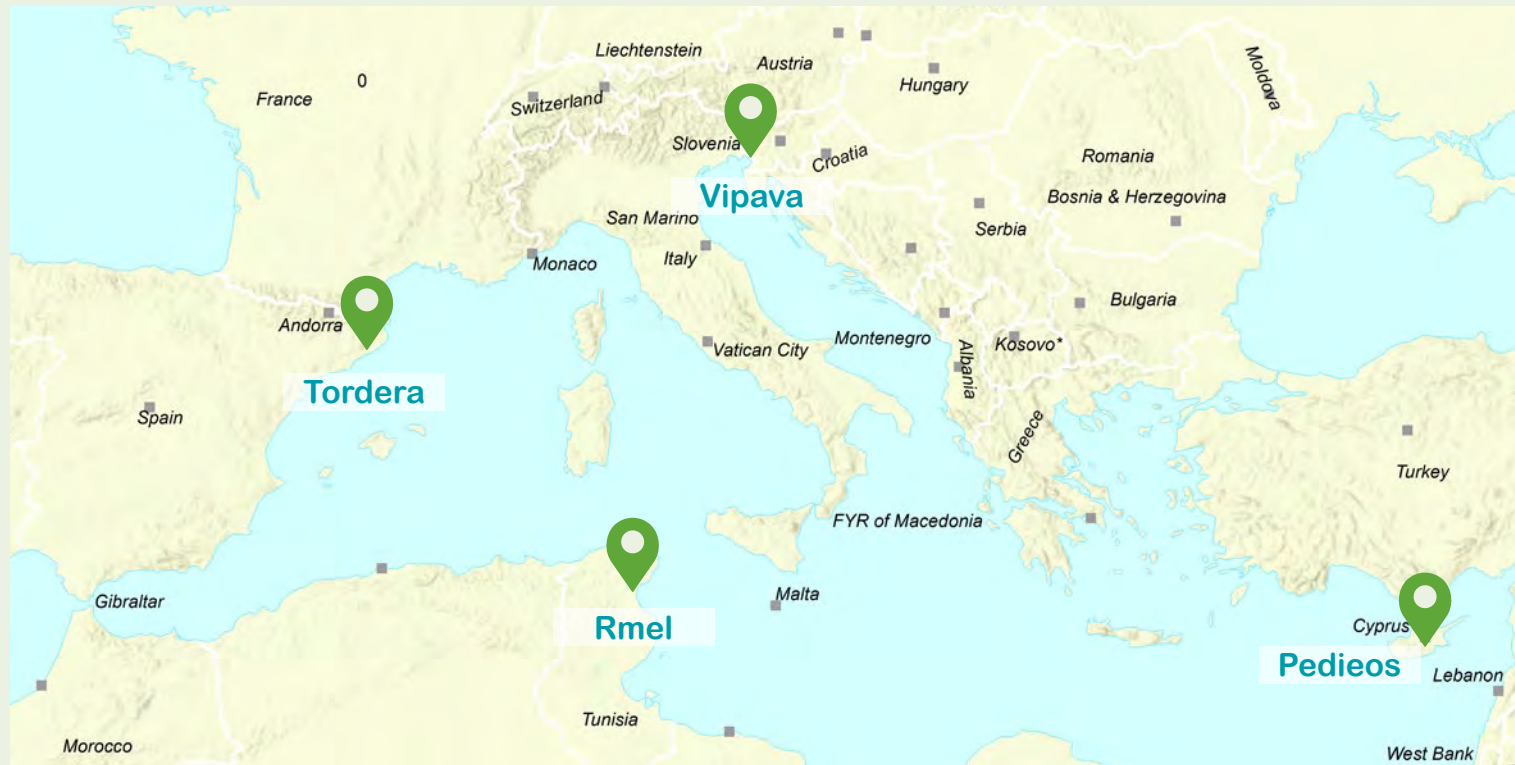 Liechtenstein
Austria
Hungary
Moldova
France
0
Switzerland
Slovenia
Croatia
Romania
Vipava
Bosnia & Herzegovina
San Marino
Serbia
Italy
Monaco
Bulgaria
Andorra
Montenegro
Kosovo*
Vatican City
Albania
Tordera
Spain
Greece
Turkey
FYR of Macedonia
Gibraltar
Malta
Rmel
Cyprus
Pedieos
Lebanon
Tunisia
Morocco
West Bank